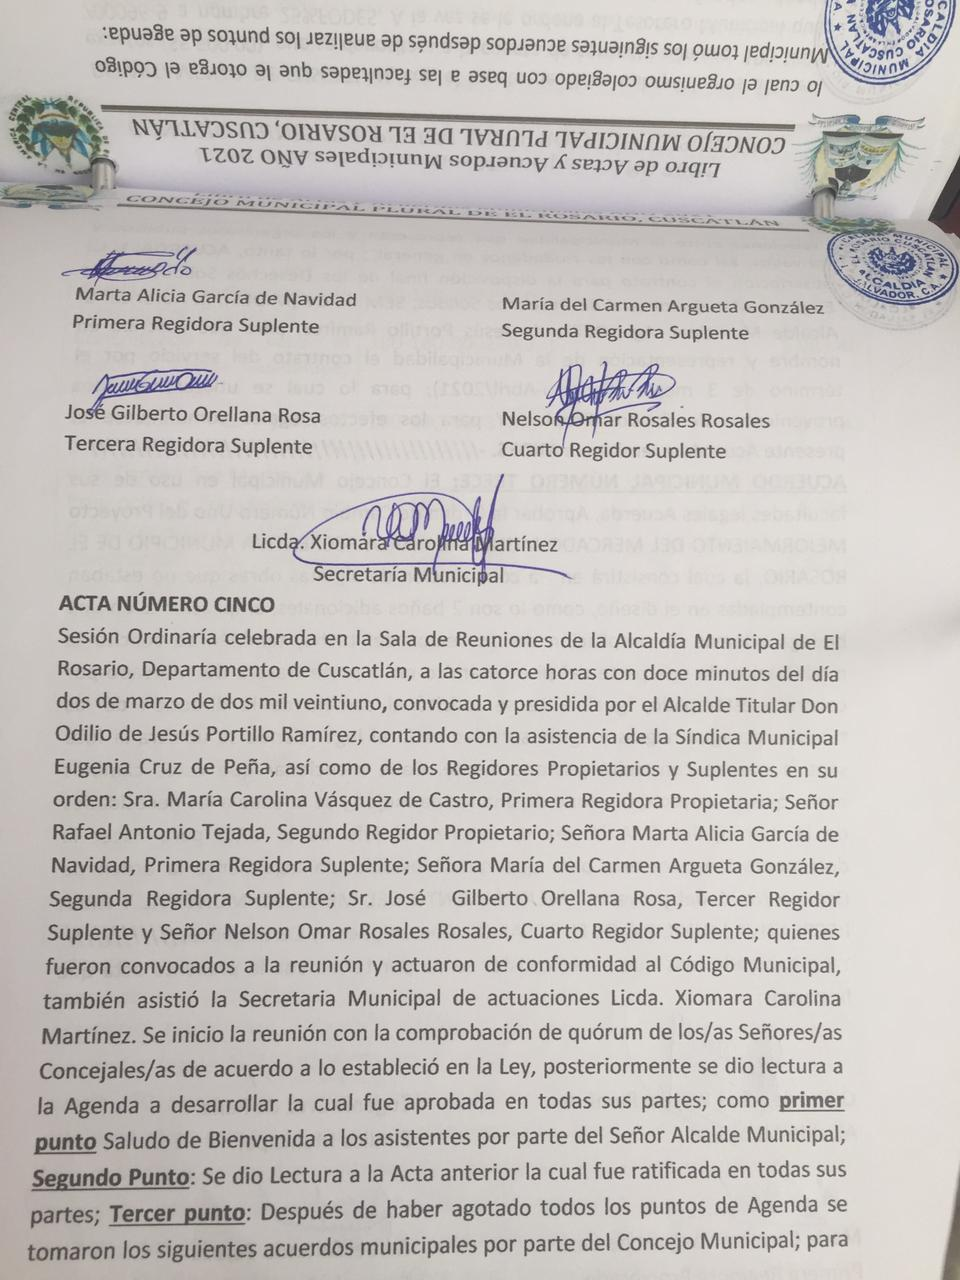 lo cual el organismo colegiado con base a las facultades que le otorga el Código
Municipal tomó los siguientes acuerdos después de analizar los puntos de agenda:
Libro de Actas y Acuerdos Municipales AÑO 2021
CONCEJO MUNICIPAL PLURAL DE EL ROSARIO, CUSCATLÁN
CONCEJO MUNICIPAL PLURAL DE EL ROSARIO, CUSCATLÁN
Marta Alicia García de Navidad
Primera Regidora Suplente
María del Carmen Argueta González
Segunda Regidora Suplente
José Gilberto Orellana Rosa
Tercera Regidora Suplente
Nelson Omar Rosales Rosales
Cuarto Regidor Suplente
Licda. Xiomara Carolina Martínez
Secretaría Municipal
ACTA NÚMERO CINCO
Sesión Ordinaría celebrada en la Sala de Reuniones de la Alcaldía Municipal de El
Rosario, Departamento de Cuscatlán, a las catorce horas con doce minutos del día
dos de marzo de dos mil veintiuno, convocada y presidida por el Alcalde Titular Don
Odilio de Jesús Portillo Ramírez, contando con la asistencia de la Síndica Municipal
Eugenia Cruz de Peña, así como de los Regidores Propietarios y Suplentes en su
orden: Sra. María Carolina Vásquez de Castro, Primera Regidora Propietaria; Señor
Rafael Antonio Tejada, Segundo Regidor Propietario; Señora Marta Alicia García de
Navidad, Primera Regidora Suplente; Señora María del Carmen Argueta González,
Segunda Regidora Suplente; Sr. José Gilberto Orellana Rosa, Tercer Regidor
Suplente y Señor Nelson Omar Rosales Rosales, Cuarto Regidor Suplente; quienes
fueron convocados a la reunión y actuaron de conformidad al Código Municipal,
también asistió la Secretaria Municipal de actuaciones Licda. Xiomara Carolina
Martínez. Se inicio la reunión con la comprobación de quórum de los/as Señores/as
Concejales/as de acuerdo a lo estableció en la Ley, posteriormente se dio lectura a
la Agenda a desarrollar la cual fue aprobada en todas sus partes; como primer
punto Saludo de Bienvenida a los asistentes por parte del Señor Alcalde Municipal;
Segundo Punto: Se dio Lectura a la Acta anterior la cual fue ratificada en todas sus
partes; Tercer punto: Después de haber agotado todos los puntos de Agenda se
tomaron los siguientes acuerdos municipales por parte del Concejo Municipal; para